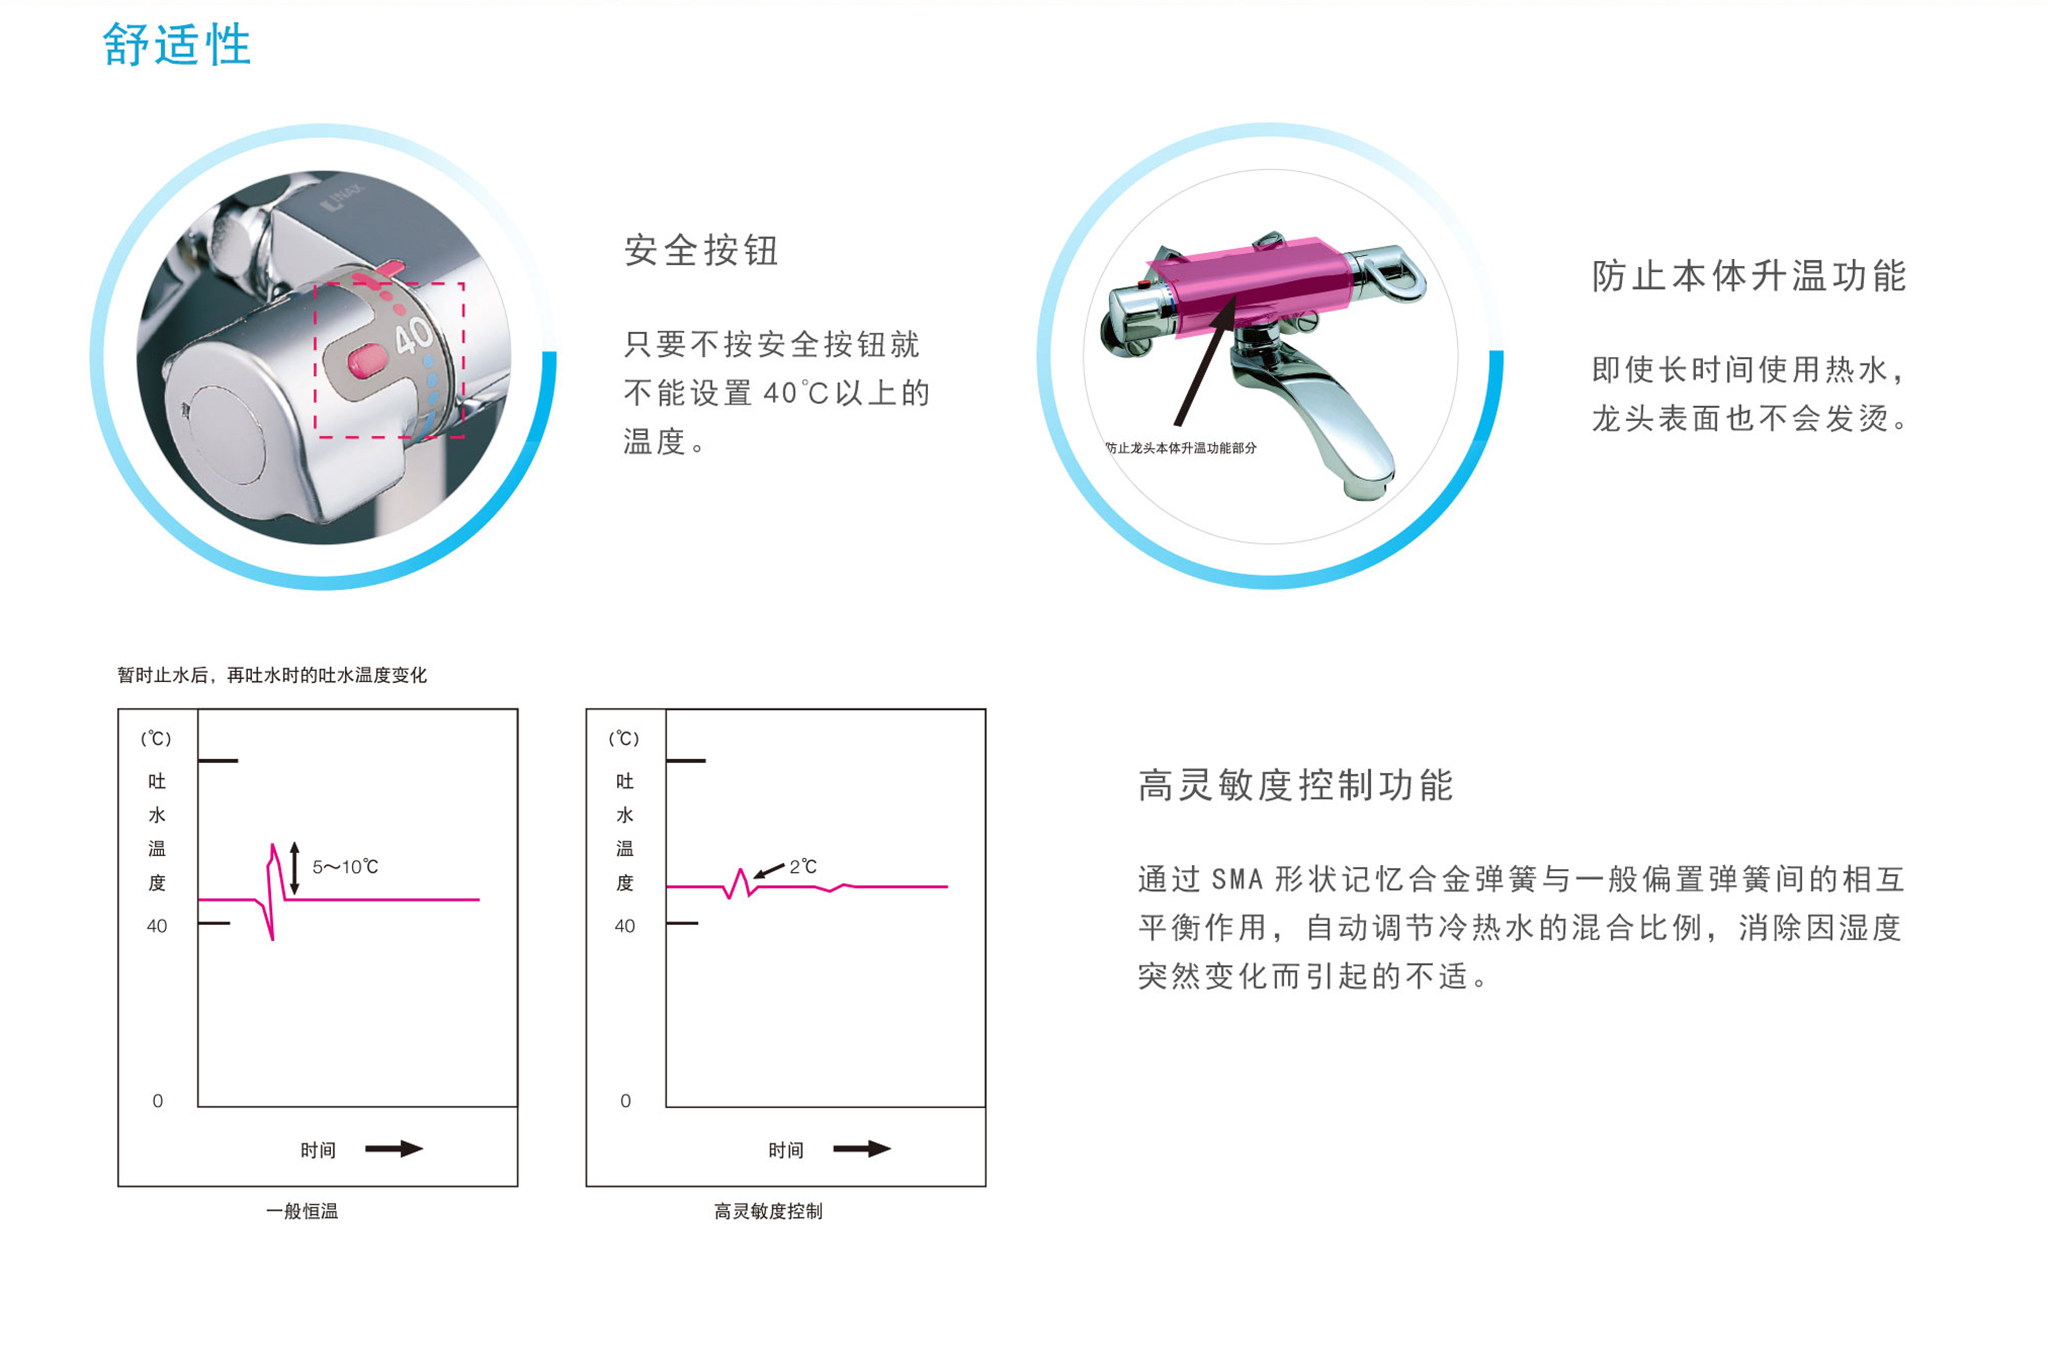 舒适性
INAX
40
安全按钮
只要不按安全按钮就
不能设置 40℃以上的
温度。
防止龙头本体升温功能部分
防止本体升温功能
即使长时间使用热水，
龙头表面也不会发烫。
暂时止水后，再吐水时的吐水温度变化
(℃)
吐水温度
5～10℃
40
0
时间
一般恒温
(℃)
吐水温度
2℃
40
0
时间
高灵敏度控制
高灵敏度控制功能
通过 SMA 形状记忆合金弹簧与一般偏置弹簧间的相互
平衡作用，自动调节冷热水的混合比例，消除因湿度
突然变化而引起的不适。